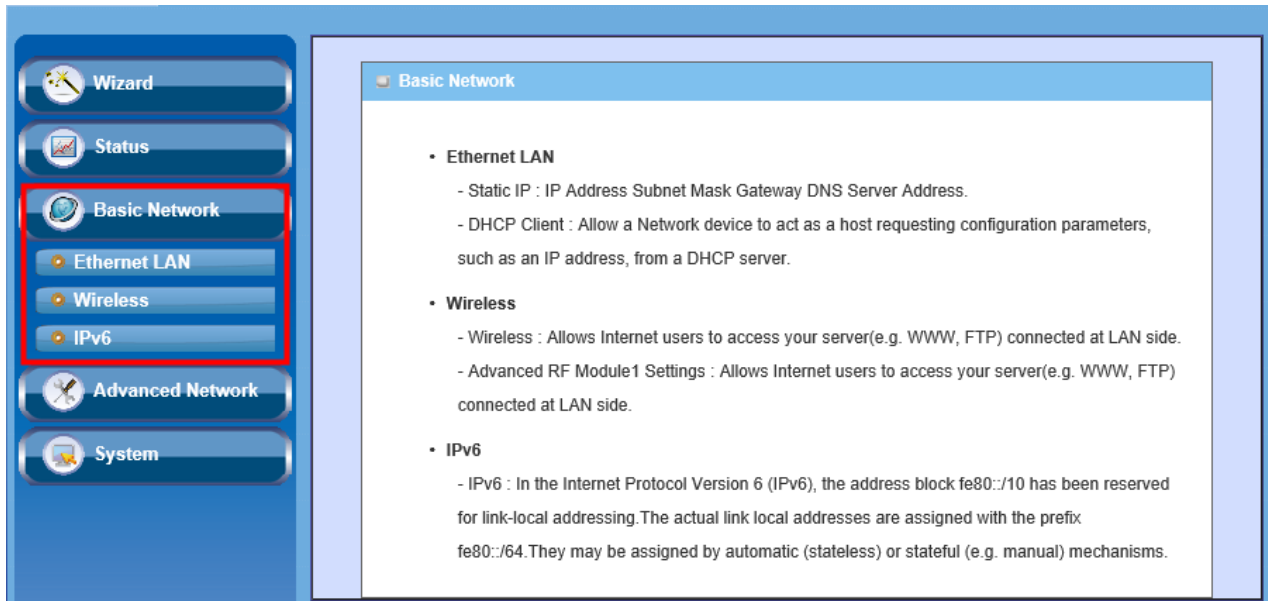 Wizard
Status
Basic Network
Ethernet LAN
Wireless
IPv6
Advanced Network
System
Basic Network
• Ethernet LAN
- Static IP : IP Address Subnet Mask Gateway DNS Server Address.
- DHCP Client : Allow a Network device to act as a host requesting configuration parameters,
such as an IP address, from a DHCP server.
• Wireless
- Wireless : Allows Internet users to access your server(e.g. WWW, FTP) connected at LAN side.
- Advanced RF Module1 Settings : Allows Internet users to access your server(e.g. WWW, FTP)
connected at LAN side.
• IPv6
- IPv6 : In the Internet Protocol Version 6 (IPv6), the address block fe80::/10 has been reserved
for link-local addressing.The actual link local addresses are assigned with the prefix
fe80::/64.They may be assigned by automatic (stateless) or stateful (e.g. manual) mechanisms.